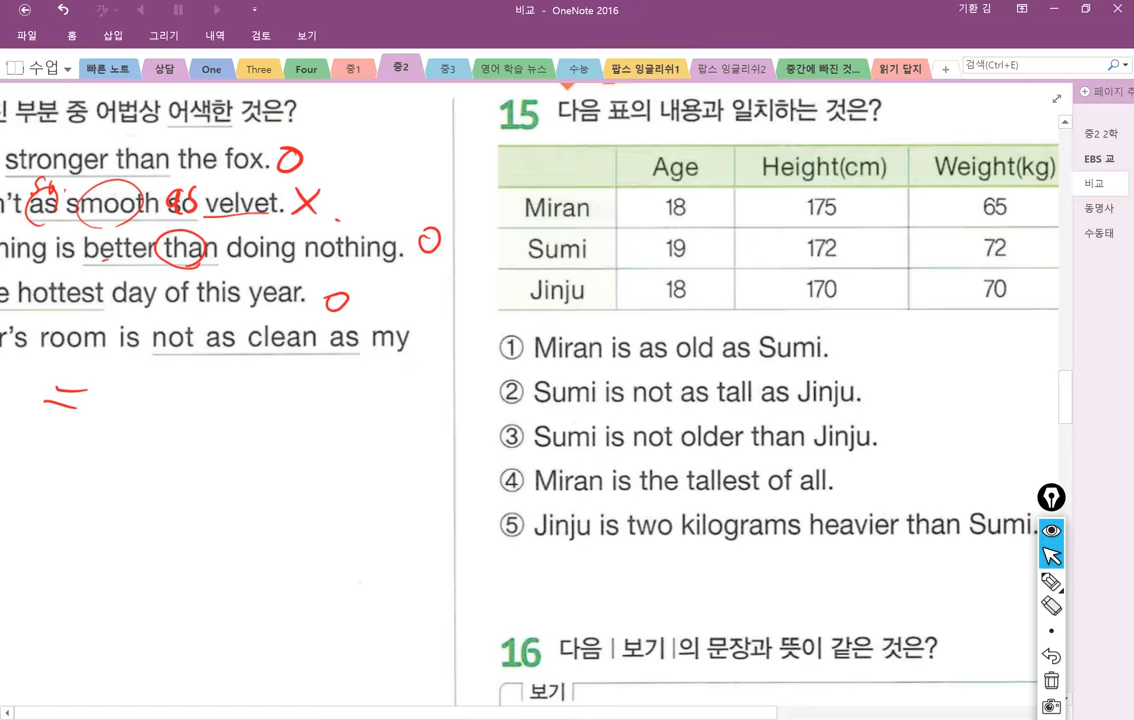 비교 - OneNote 2016
기환 김
파일 홈 삽입 그리기 내역 검토 보기
수업 빠른 노트 상담 One Three Four 중1 중2 중3 영어 학습 뉴스 수능 팝스 잉글리쉬1 팝스 잉글리쉬2 중간에 빠진 것... 읽기 답지 + 검색(Ctrl+E)
페이지 추
중2 2학
EBS 교
비교
동명사
수동태
부분 중 어법상 어색한 것은?
stronger than the fox.
n't as smooth so velvet.
so
as
hing is better than doing nothing.
e hottest day of this year.
r's room is not as clean as my
15 다음 표의 내용과 일치하는 것은?
Age Height(cm) Weight(kg)
Miran 18 175 65
Sumi 19 172 72
Jinju 18 170 70
① Miran is as old as Sumi.
② Sumi is not as tall as Jinju.
③ Sumi is not older than Jinju.
④ Miran is the tallest of all.
⑤ Jinju is two kilograms heavier than Sumi.
16 다음 |보기|의 문장과 뜻이 같은 것은?
보기